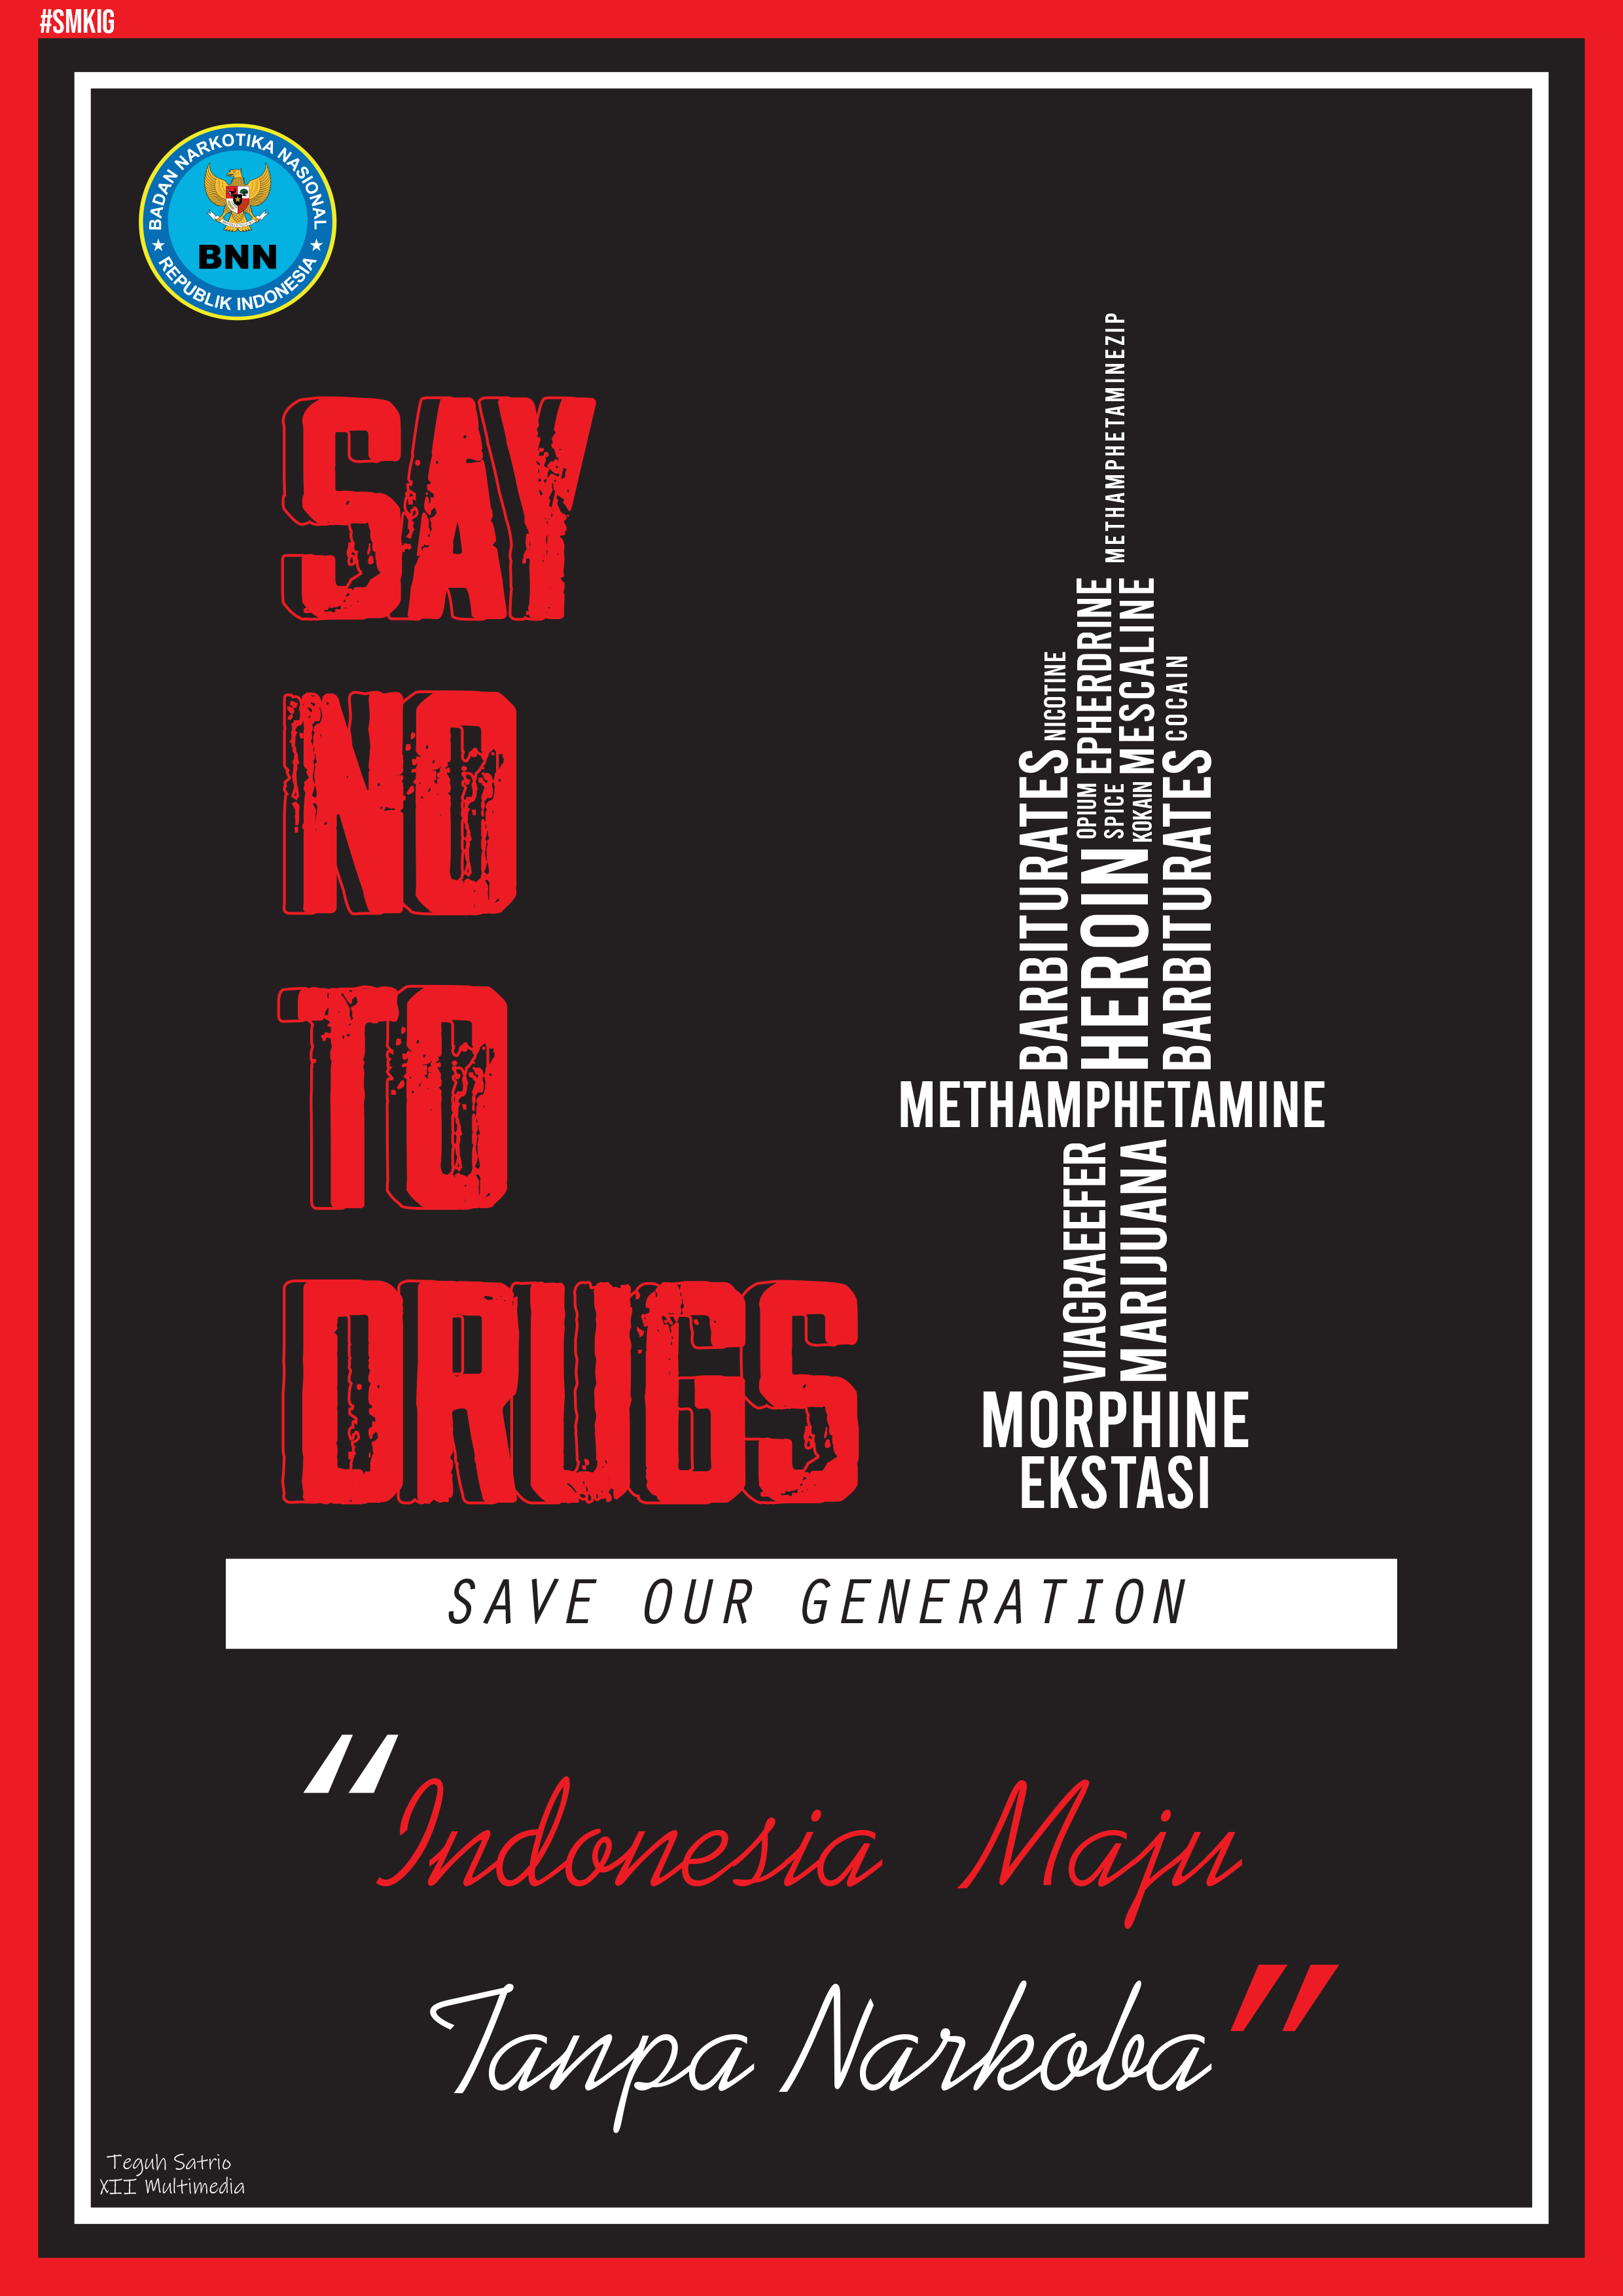 #SMKIG
BADAN NARKOTIKA NASIONAL
BNN
REPUBLIK INDONESIA
SAY
NO
TO
DRUGS
METHAMPHETAMINEZIP
NICOTINE
EPHERDRINE
MESCALINE
COCAIN
OPIUM
SPICE
KOKAIN
BARBITURATES
HEROIN
BARBITURATES
METHAMPHETAMINE
VIAGRAEEFER
MARIJUANA
MORPHINE
EKSTASI
SAVE OUR GENERATION
"Indonesia Maju
Tanpa Narkoba"
Teguh Satrio
XII Multimedia